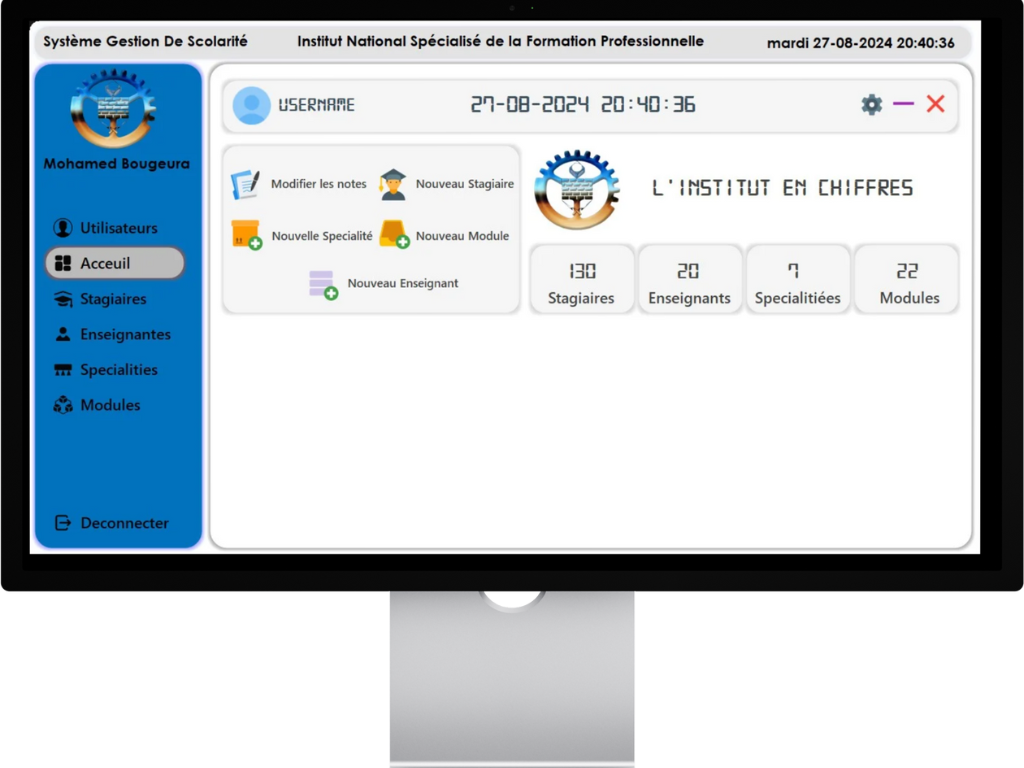 Système Gestion De Scolarité
Institut National Spécialisé de la Formation Professionnelle
mardi 27-08-2024 20:40:36
Mohamed Bougeura
Utilisateurs
Acceuil
Stagiaires
Enseignantes
Specialities
Modules
Deconnecter
USERNAME
27-08-2024 20:40:36
Modifier les notes
Nouveau Stagiaire
Nouvelle Specialité
Nouveau Module
Nouveau Enseignant
L'INSTITUT EN CHIFFRES
130
Stagiaires
20
Enseignants
7
Specialitiées
22
Modules